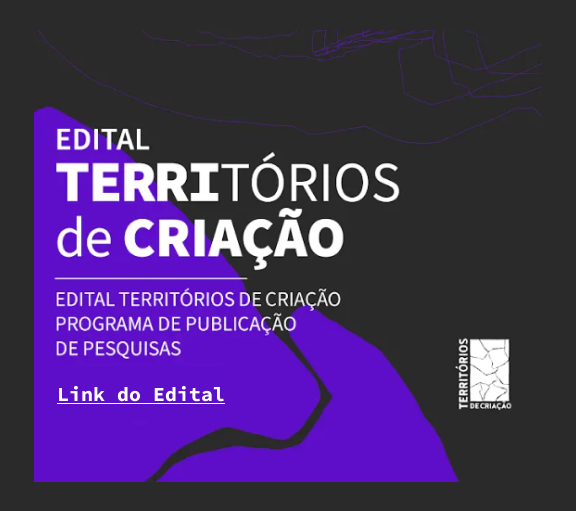 EDITAL
TERRITÓRIOS
de CRIAÇÃO
EDITAL TERRITÓRIOS DE CRIAÇÃO
PROGRAMA DE PUBLICAÇÃO
DE PESQUISAS
Link do Edital
TERRITÓRIOS
DE CRIAÇÃO